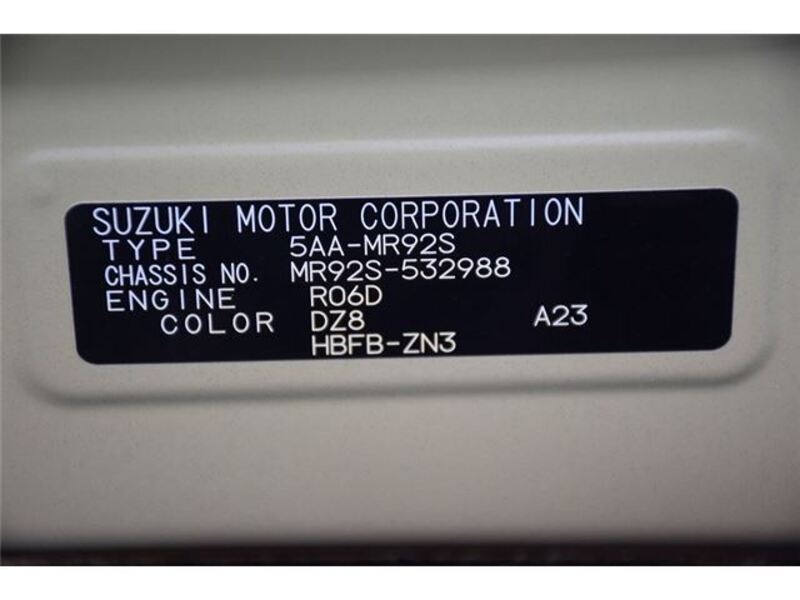 SUZUKI MOTOR CORPORATION
TYPE 5AA-MR92S
CHASSIS NO. MR92S-532988
ENGINE R06D
COLOR DZ8 A23
HBFB-ZN3